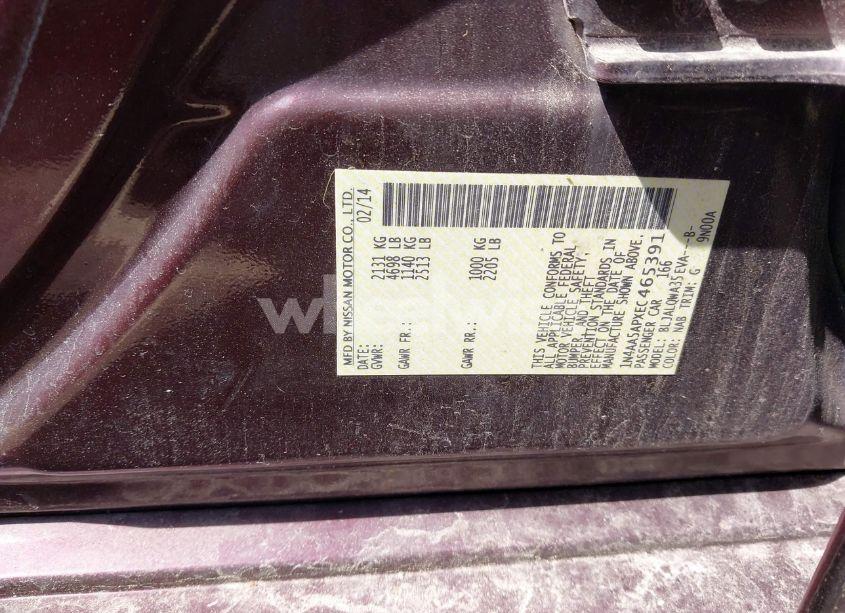 MFD BY NISSAN MOTOR CO., LTD.
DATE: 02/14
GVWR: 2131 KG
4698 LB
GAWR FR: 1140 KG
2513 LB
GAWR RR: 1000 KG
2205 LB
THIS VEHICLE CONFORMS TO
ALL APPLICABLE FEDERAL
MOTOR VEHICLE SAFETY,
BUMPER, AND THEFT
PREVENTION STANDARDS IN
EFFECT ON THE DATE OF
MANUFACTURE SHOWN ABOVE.
1N4AA5APXEC465391
PASSENGER CAR 166
MODEL: BLJALOWA35EVA---B-
COLOR: NAB TRIM: G 9N00A